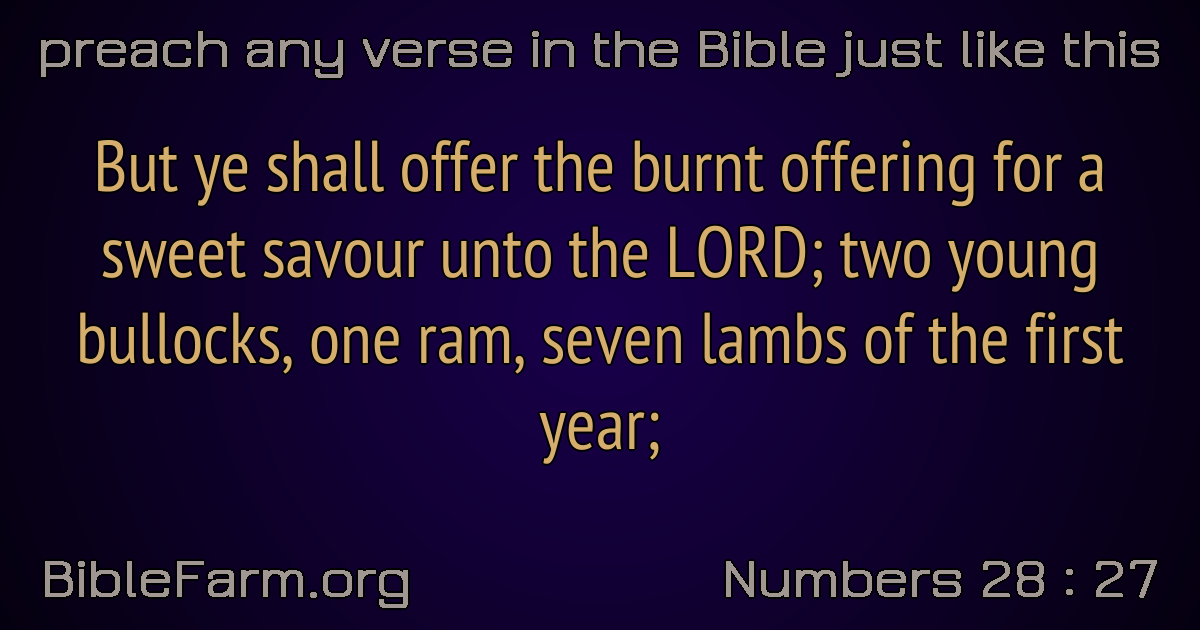 preach any verse in the Bible just like this
But ye shall offer the burnt offering for a
sweet savour unto the LORD; two young
bullocks, one ram, seven lambs of the first
year;
BibleFarm.org
Numbers 28 : 27